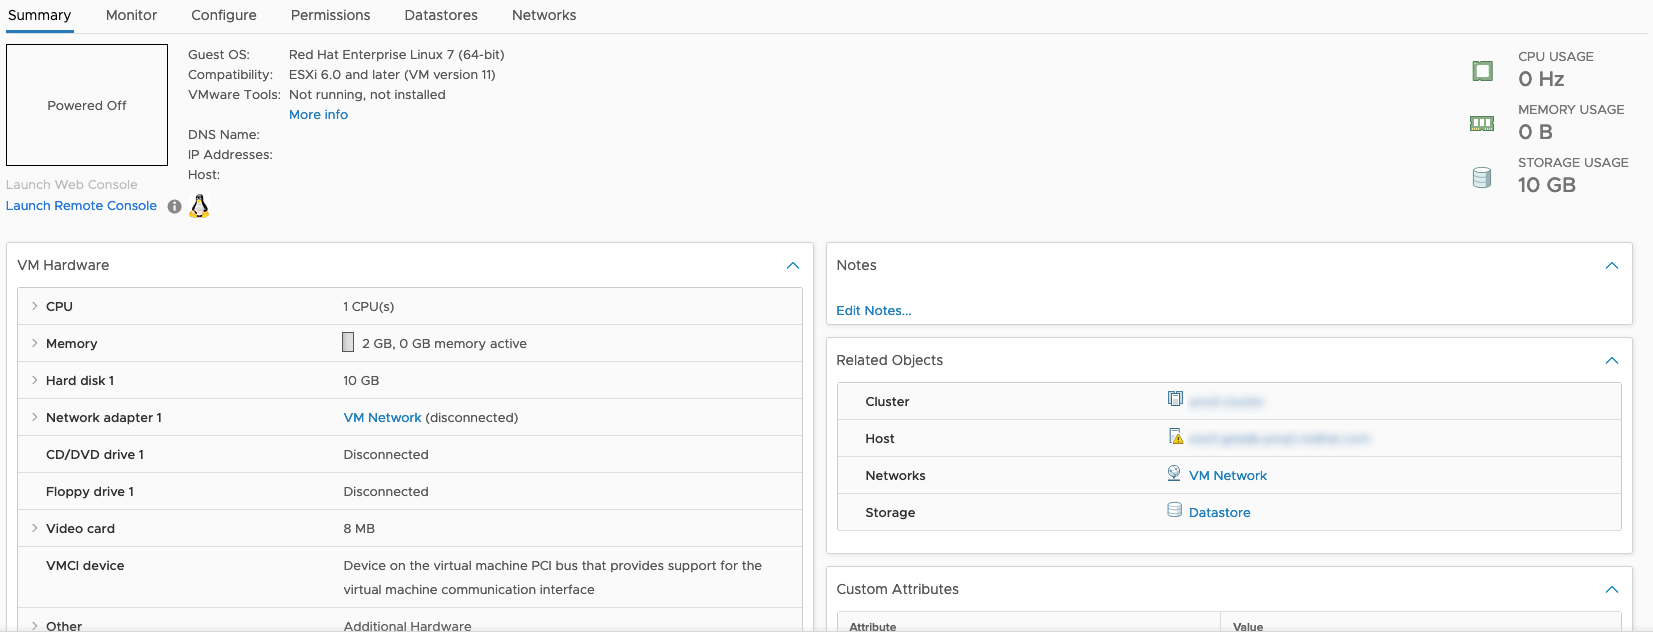 Summary Monitor Configure Permissions Datastores Networks
Powered Off
Launch Web Console
Launch Remote Console
Guest OS: Red Hat Enterprise Linux 7 (64-bit)
Compatibility: ESXi 6.0 and later (VM version 11)
VMware Tools: Not running, not installed
More info
DNS Name:
IP Addresses:
Host:
CPU USAGE
0 Hz
MEMORY USAGE
0 B
STORAGE USAGE
10 GB
VM Hardware
CPU 1 CPU(s)
Memory 2 GB, 0 GB memory active
Hard disk 1 10 GB
Network adapter 1 VM Network (disconnected)
CD/DVD drive 1 Disconnected
Floppy drive 1 Disconnected
Video card 8 MB
VMCI device Device on the virtual machine PCI bus that provides support for the
virtual machine communication interface
Other Additional Hardware
Notes
Edit Notes...
Related Objects
Cluster
Host
Networks VM Network
Storage Datastore
Custom Attributes
Attribute Value